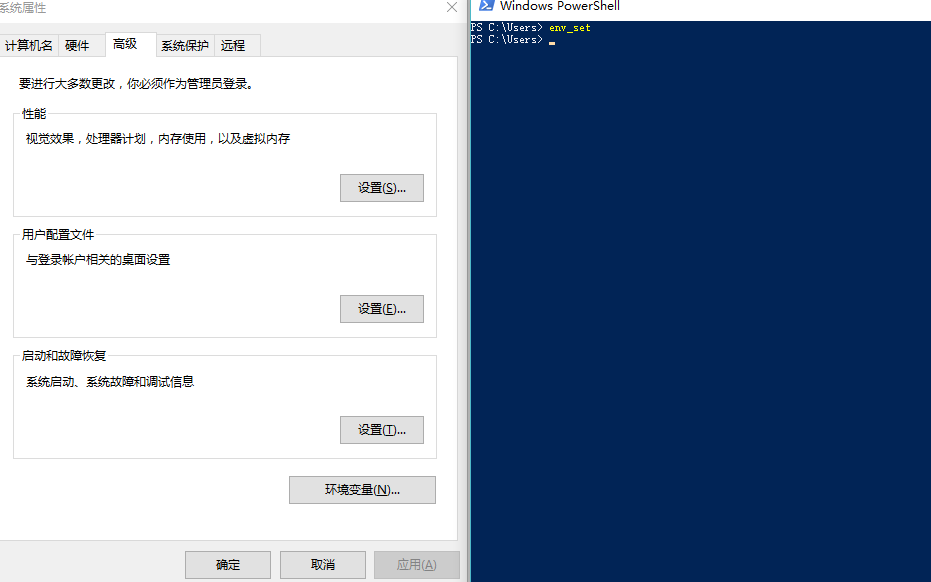 系统属性
计算机名 硬件 高级 系统保护 远程
要进行大多数更改，你必须作为管理员登录。
性能
视觉效果，处理器计划，内存使用，以及虚拟内存
设置(S)...
用户配置文件
与登录帐户相关的桌面设置
设置(E)...
启动和故障恢复
系统启动、系统故障和调试信息
设置(T)...
环境变量(N)...
确定 取消 应用(A)
Windows PowerShell
PS C:\Users> env_set
PS C:\Users> _